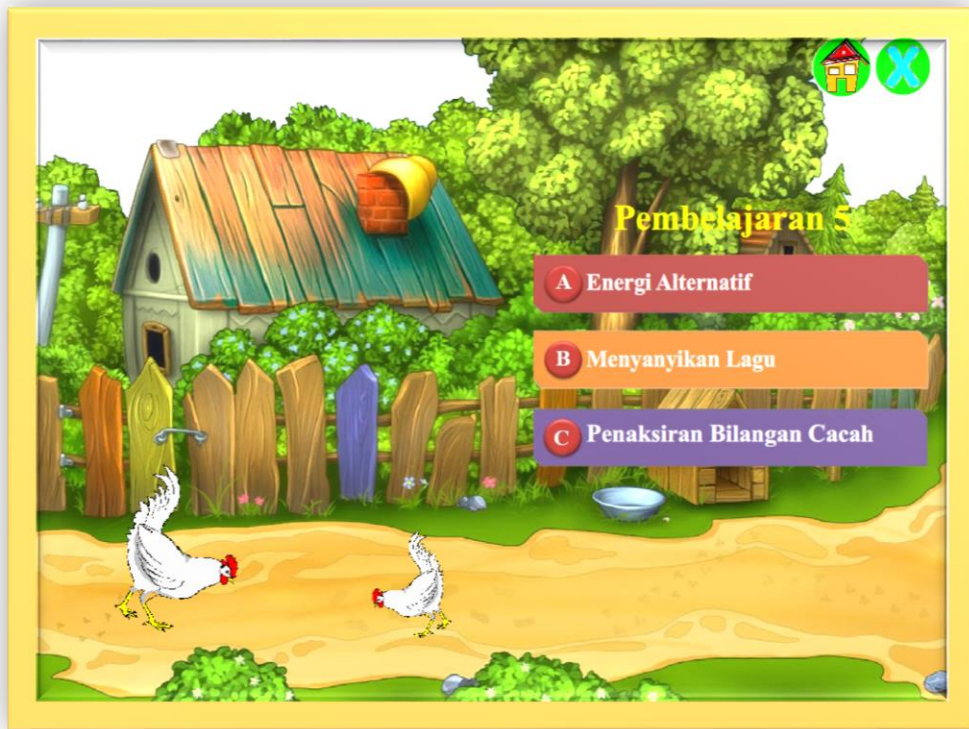 X
Pembelajaran 5
A Energi Alternatif
B Menyanyikan Lagu
C Penaksiran Bilangan Cacah